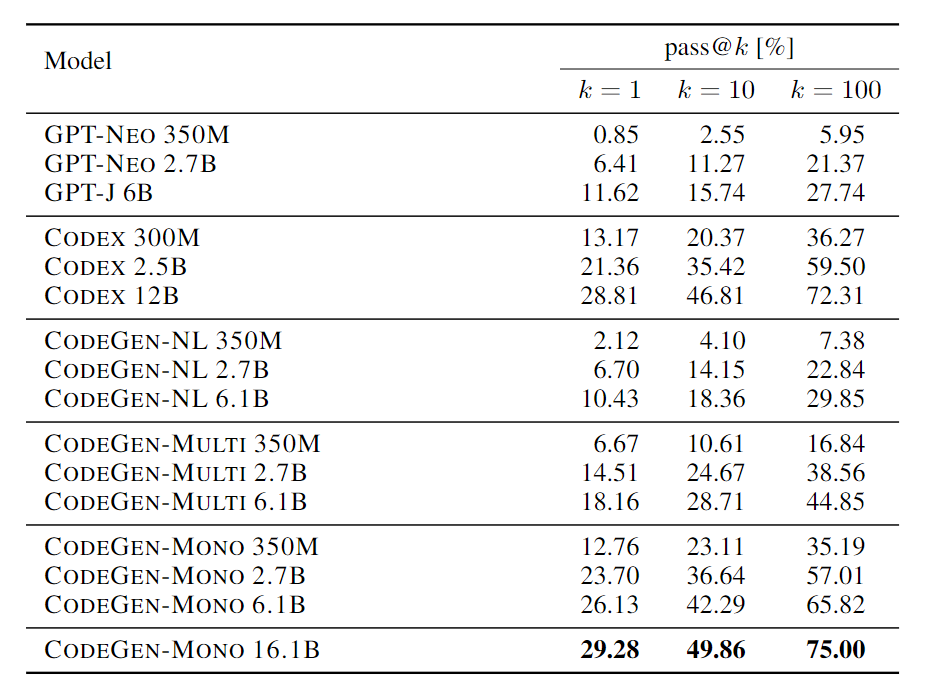 Model pass@k [%]
k = 1 k = 10 k = 100
GPT-NEO 350M 0.85 2.55 5.95
GPT-NEO 2.7B 6.41 11.27 21.37
GPT-J 6B 11.62 15.74 27.74
CODEX 300M 13.17 20.37 36.27
CODEX 2.5B 21.36 35.42 59.50
CODEX 12B 28.81 46.81 72.31
CODEGEN-NL 350M 2.12 4.10 7.38
CODEGEN-NL 2.7B 6.70 14.15 22.84
CODEGEN-NL 6.1B 10.43 18.36 29.85
CODEGEN-MULTI 350M 6.67 10.61 16.84
CODEGEN-MULTI 2.7B 14.51 24.67 38.56
CODEGEN-MULTI 6.1B 18.16 28.71 44.85
CODEGEN-MONO 350M 12.76 23.11 35.19
CODEGEN-MONO 2.7B 23.70 36.64 57.01
CODEGEN-MONO 6.1B 26.13 42.29 65.82
CODEGEN-MONO 16.1B 29.28 49.86 75.00